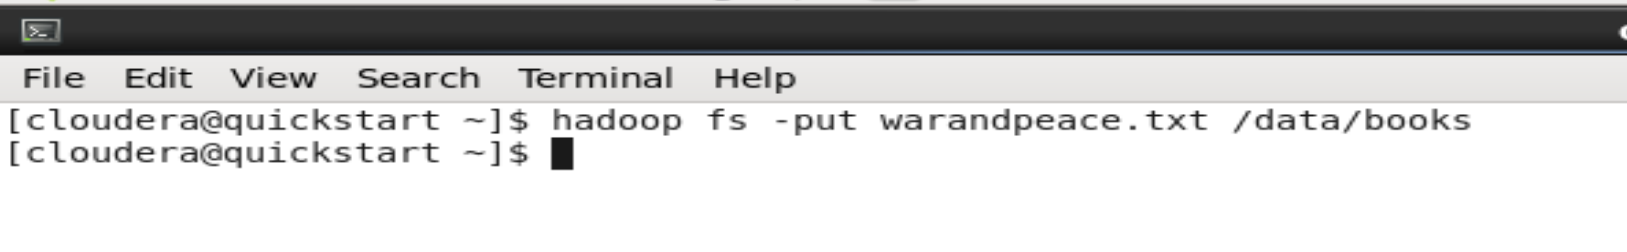 File Edit View Search Terminal Help
[cloudera@quickstart ~]$ hadoop fs -put warandpeace.txt /data/books
[cloudera@quickstart ~]$